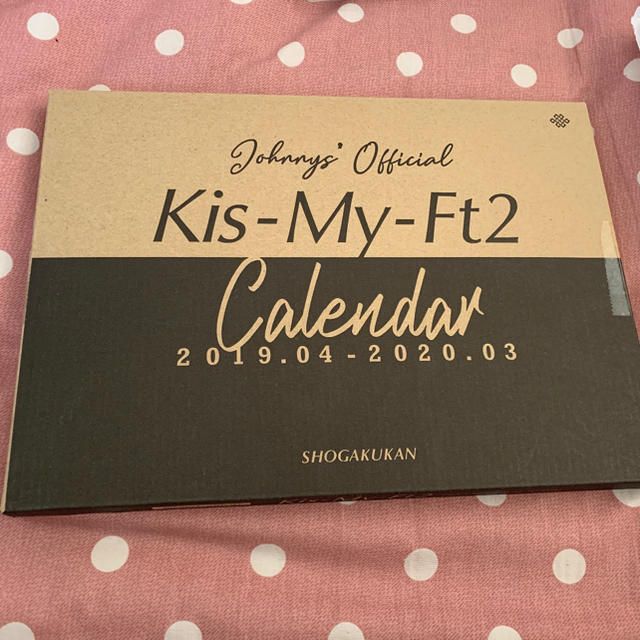 Johnnys' Official
Kis-My-Ft2
Calendar
2019.04-2020.03
SHOGAKUKAN